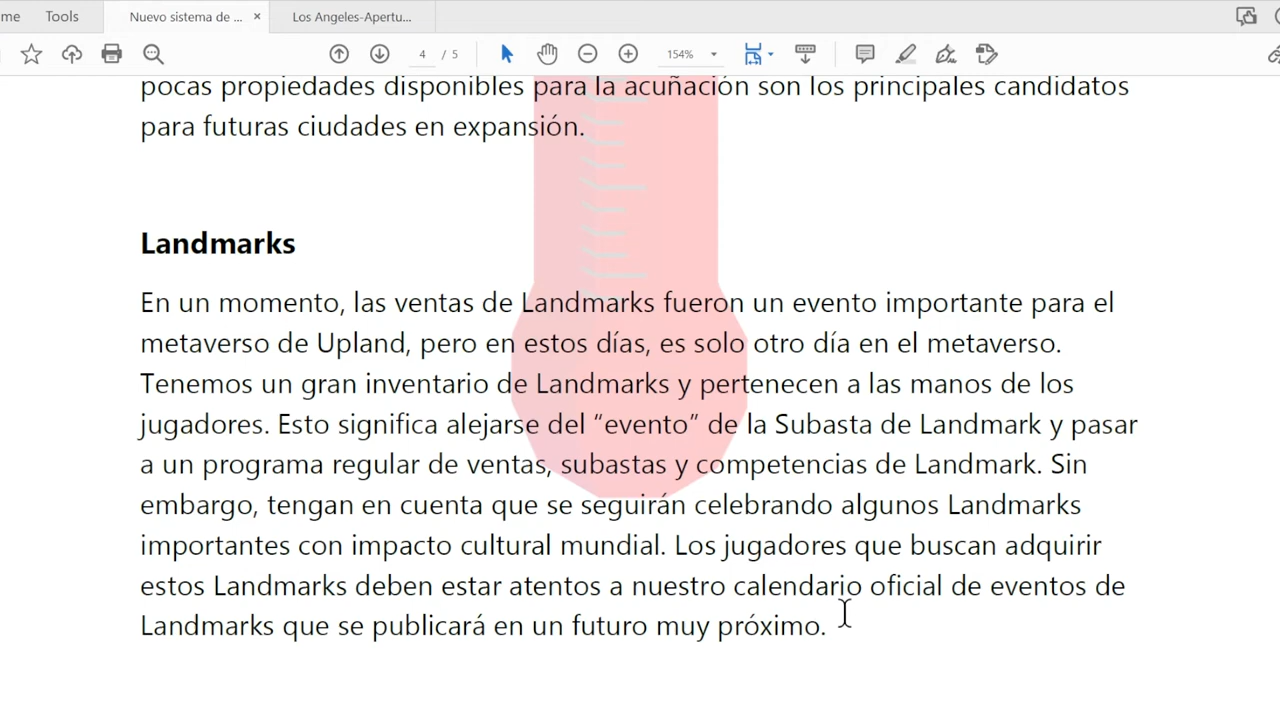 me Tools Nuevo sistema de ... × Los Angeles-Apertu...
4 / 5 154%
pocas propiedades disponibles para la acuñación son los principales candidatos
para futuras ciudades en expansión.
Landmarks
En un momento, las ventas de Landmarks fueron un evento importante para el
metaverso de Upland, pero en estos días, es solo otro día en el metaverso.
Tenemos un gran inventario de Landmarks y pertenecen a las manos de los
jugadores. Esto significa alejarse del “evento” de la Subasta de Landmark y pasar
a un programa regular de ventas, subastas y competencias de Landmark. Sin
embargo, tengan en cuenta que se seguirán celebrando algunos Landmarks
importantes con impacto cultural mundial. Los jugadores que buscan adquirir
estos Landmarks deben estar atentos a nuestro calendario oficial de eventos de
Landmarks que se publicará en un futuro muy próximo.